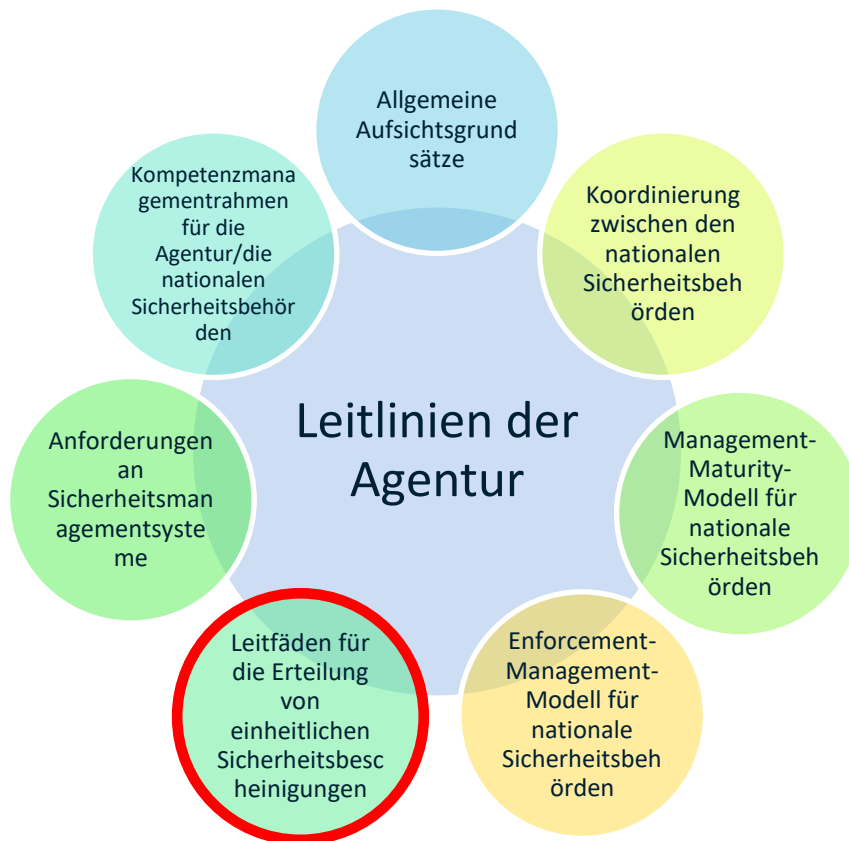 Allgemeine
Aufsichtsgrund
sätze
Koordinierung
zwischen den
nationalen
Sicherheitsbeh
örden
Management-
Maturity-
Modell für
nationale
Sicherheitsbeh
örden
Enforcement-
Management-
Modell für
nationale
Sicherheitsbeh
örden
Leitfäden für
die Erteilung
von
einheitlichen
Sicherheitsbesc
heinigungen
Anforderungen
an
Sicherheitsman
agementsyste
me
Kompetenzmana
gementrahmen
für die
Agentur/die
nationalen
Sicherheitsbehör
den
Leitlinien der
Agentur